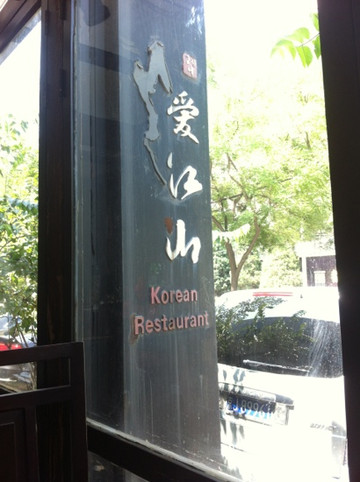 爱江山
Korean
Restaurant